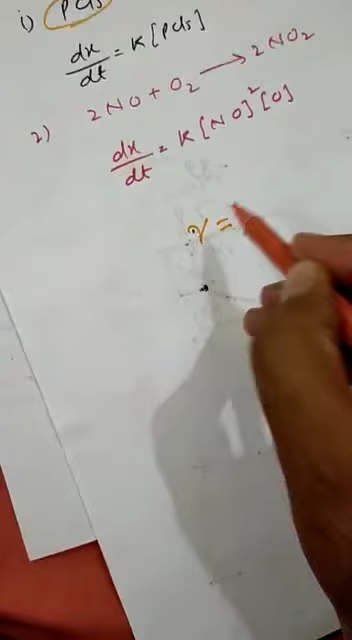 i) PCl5
dx/dt = K[PCl5]
2) 2NO + O2 → 2NO2
dx/dt = K[NO]²[O]
r =